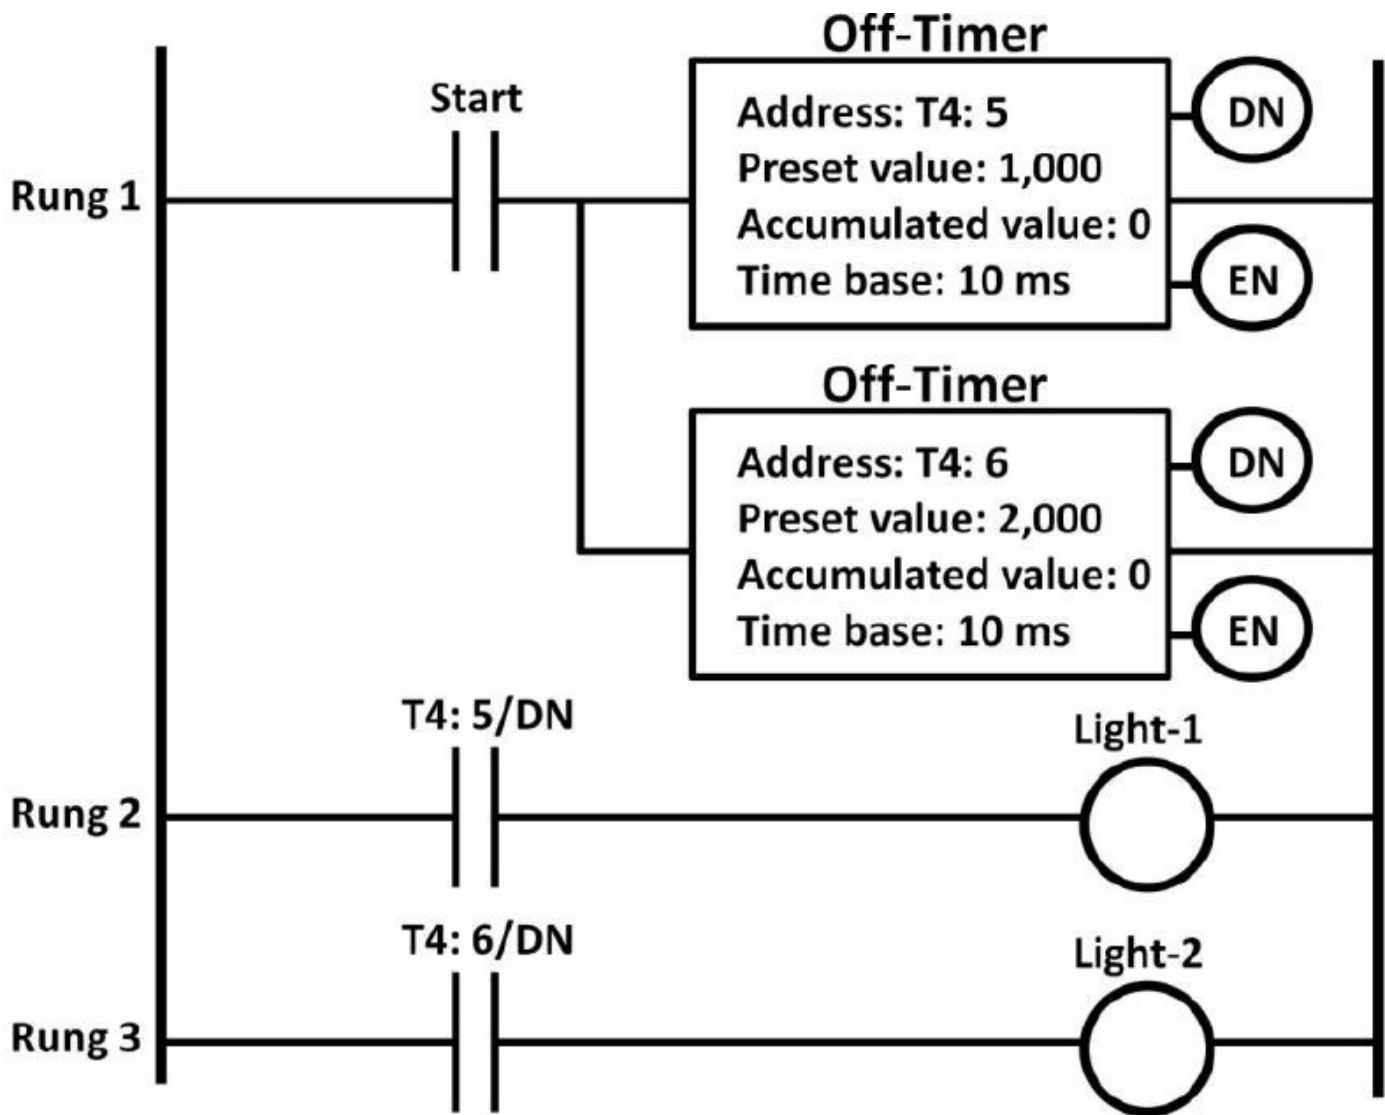 Off-Timer
Start
Address: T4: 5
DN
Preset value: 1,000
Rung 1
Accumulated value: 0
Time base: 10 ms
EN
Off-Timer
Address: T4: 6
DN
Preset value: 2,000
Accumulated value: 0
Time base: 10 ms
EN
T4: 5/DN
Light-1
Rung 2
T4: 6/DN
Light-2
Rung 3